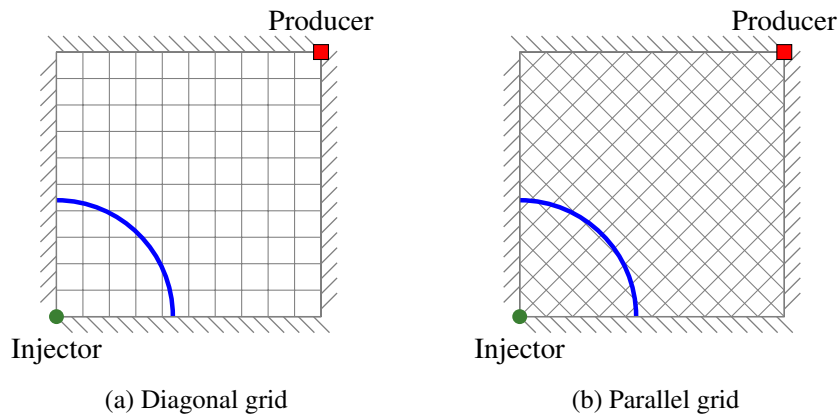 Producer
Injector
(a) Diagonal grid
Producer
Injector
(b) Parallel grid